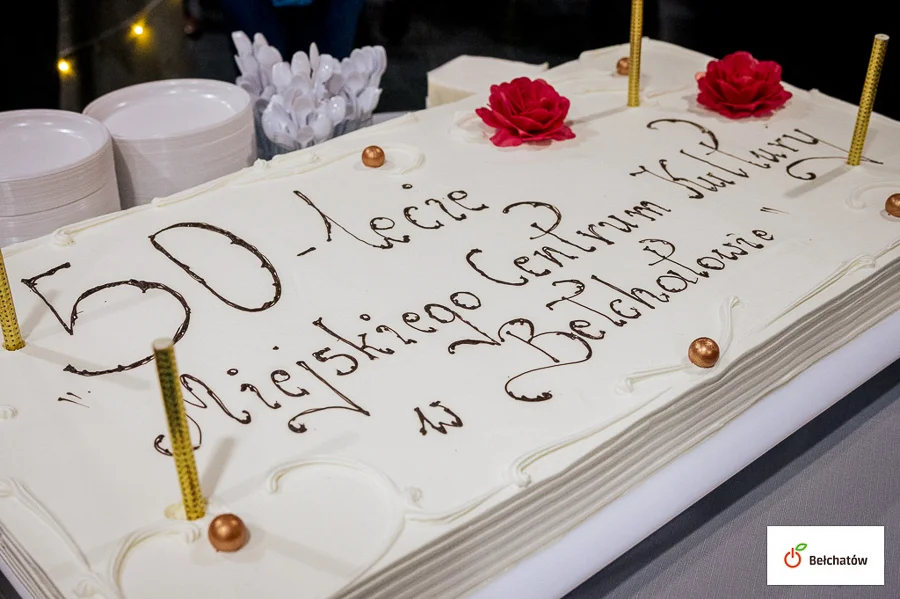 50-lecie
"Miejskiego Centrum Kultury
w Bełchatowie"
Bełchatów